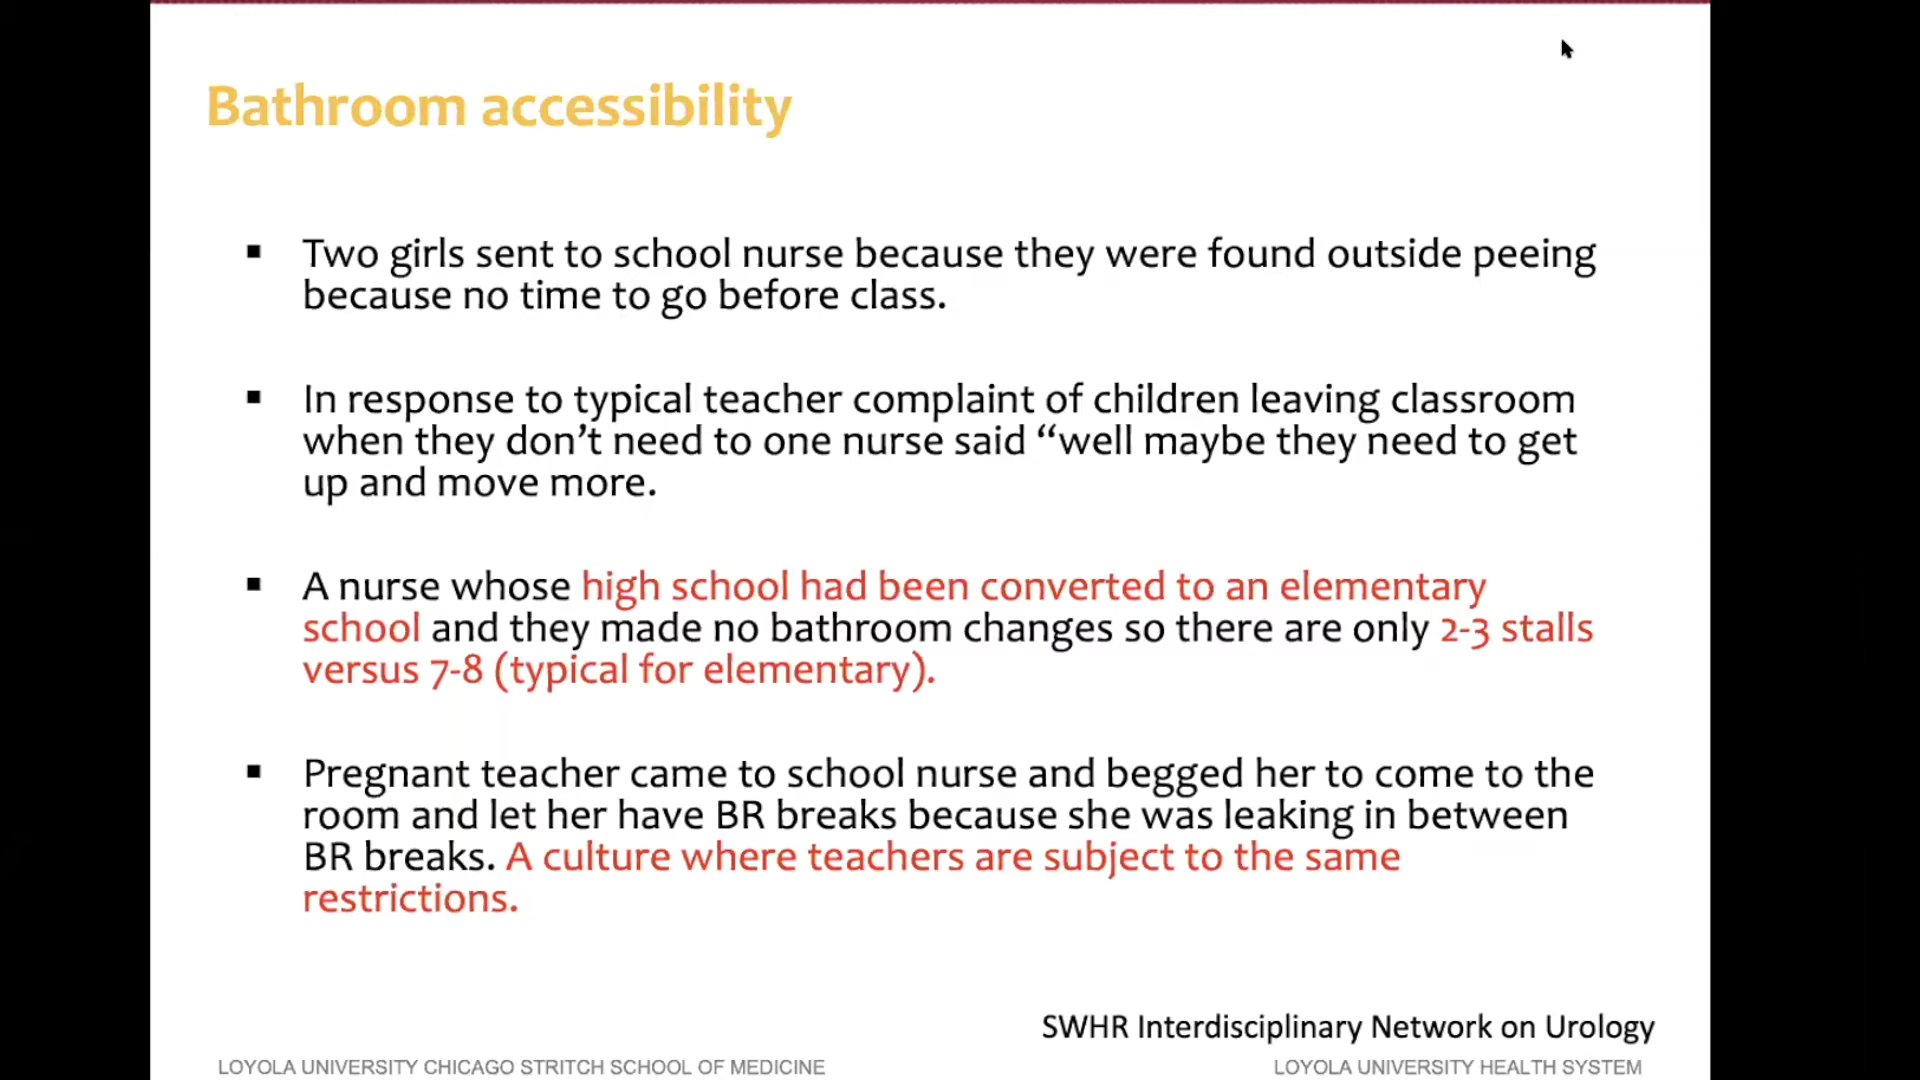 Bathroom accessibility
▪ Two girls sent to school nurse because they were found outside peeing
because no time to go before class.
▪ In response to typical teacher complaint of children leaving classroom
when they don’t need to one nurse said “well maybe they need to get
up and move more.
▪ A nurse whose high school had been converted to an elementary
school and they made no bathroom changes so there are only 2-3 stalls
versus 7-8 (typical for elementary).
▪ Pregnant teacher came to school nurse and begged her to come to the
room and let her have BR breaks because she was leaking in between
BR breaks. A culture where teachers are subject to the same
restrictions.
SWHR Interdisciplinary Network on Urology
LOYOLA UNIVERSITY CHICAGO STRITCH SCHOOL OF MEDICINE
LOYOLA UNIVERSITY HEALTH SYSTEM